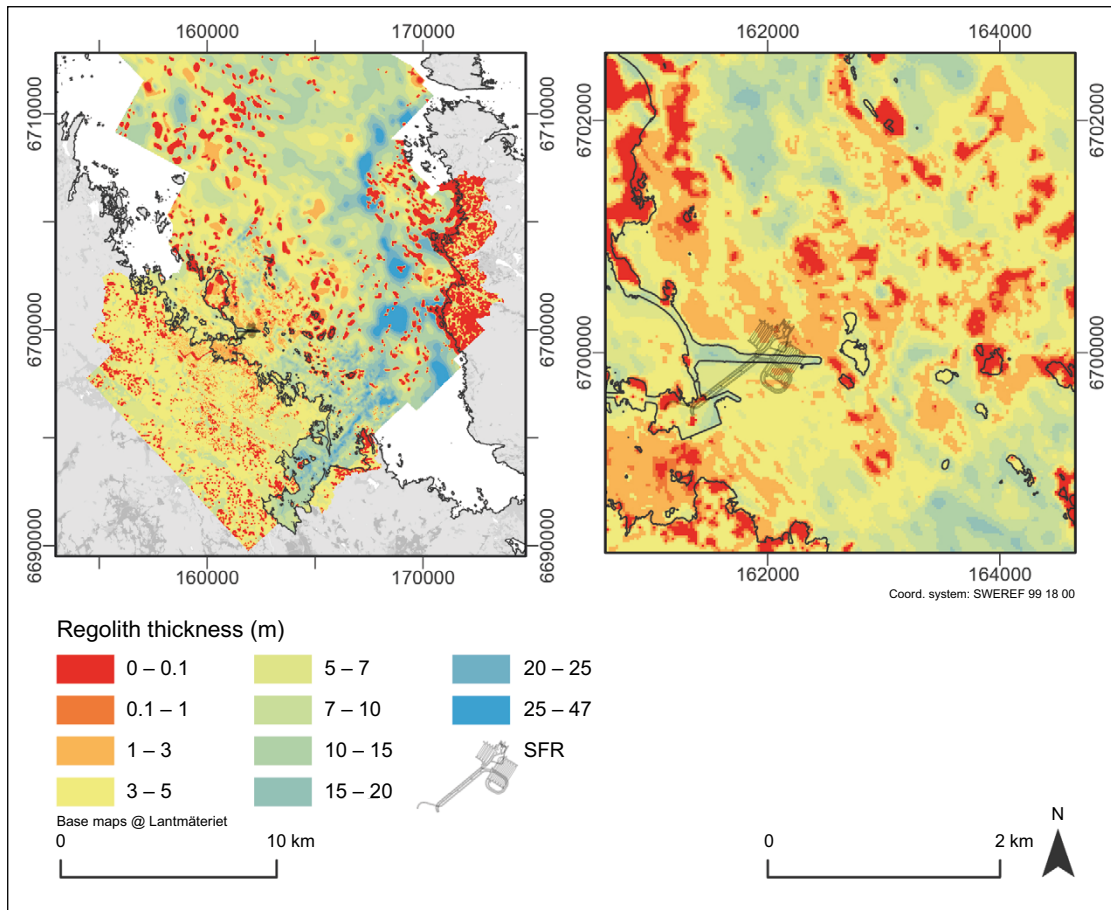 160000 170000
162000 164000
6710000 6710000
6702000 6702000
6700000 6700000
6700000 6700000
6690000 6690000
160000 170000
162000 164000
Coord. system: SWEREF 99 18 00
Regolith thickness (m)
0 – 0.1
0.1 – 1
1 – 3
3 – 5
5 – 7
7 – 10
10 – 15
15 – 20
20 – 25
25 – 47
SFR
Base maps @ Lantmäteriet
0 10 km
0 2 km
N